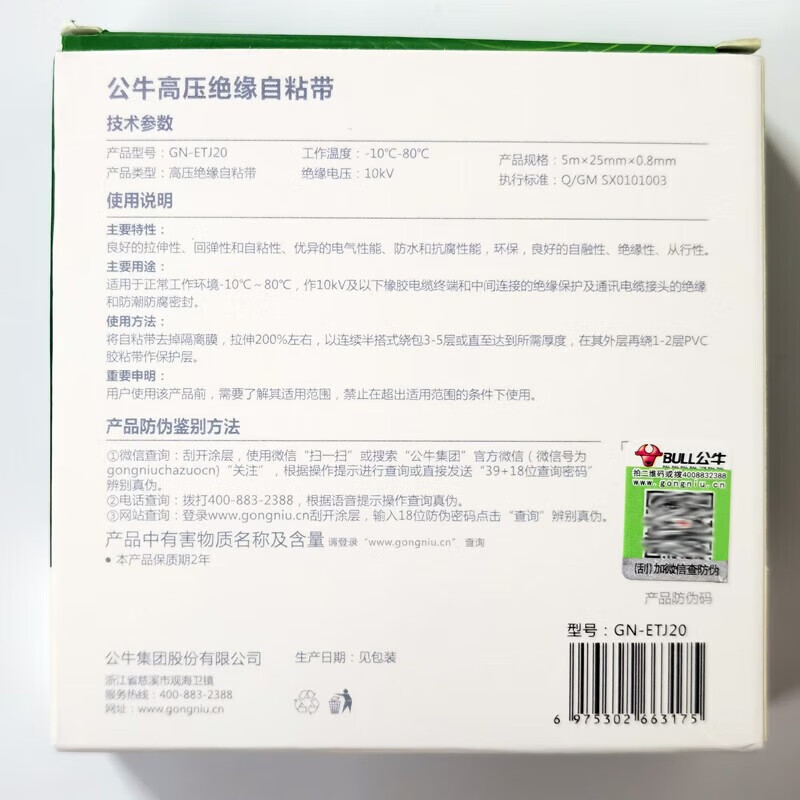 公牛高压绝缘自粘带
技术参数
产品型号：GN-ETJ20 工作温度：-10℃-80℃ 产品规格：5m×25mm×0.8mm
产品类型：高压绝缘自粘带 绝缘电压：10kV 执行标准：Q/GM SX0101003
使用说明
主要特性：
良好的拉伸性、回弹性和自粘性、优异的电气性能、防水和抗腐性能，环保，良好的自融性、绝缘性、从行性。
主要用途：
适用于正常工作环境-10℃～80℃，作10kV及以下橡胶电缆终端和中间连接的绝缘保护及通讯电缆接头的绝缘
和防潮防腐密封。
使用方法：
将自粘带去掉隔离膜，拉伸200%左右，以连续半搭式绕包3-5层或直至达到所需厚度，在其外层再绕1-2层PVC
胶粘带作保护层。
重要申明：
用户使用该产品前，需要了解其适用范围，禁止在超出适用范围的条件下使用。
产品防伪鉴别方法
①微信查询：刮开涂层，使用微信“扫一扫”或搜索“公牛集团”官方微信（微信号为
gongniuchazuocn）“关注”，根据操作提示进行查询或直接发送“39+18位查询密码”
辨别真伪。
②电话查询：拨打400-883-2388，根据语音提示操作查询真伪。
③网站查询：登录www.gongniu.cn刮开涂层，输入18位防伪密码点击“查询”辨别真伪。
产品中有害物质名称及含量 请登录“www.gongniu.cn”查询
●本产品保质期2年
BULL公牛
拍二维码或拨4008832388
www.gongniu.cn
(刮)加微信查防伪
产品防伪码
型号：GN-ETJ20
6 975302 663175
公牛集团股份有限公司 生产日期：见包装
浙江省慈溪市观海卫镇
服务热线：400-883-2388
网址：www.gongniu.cn